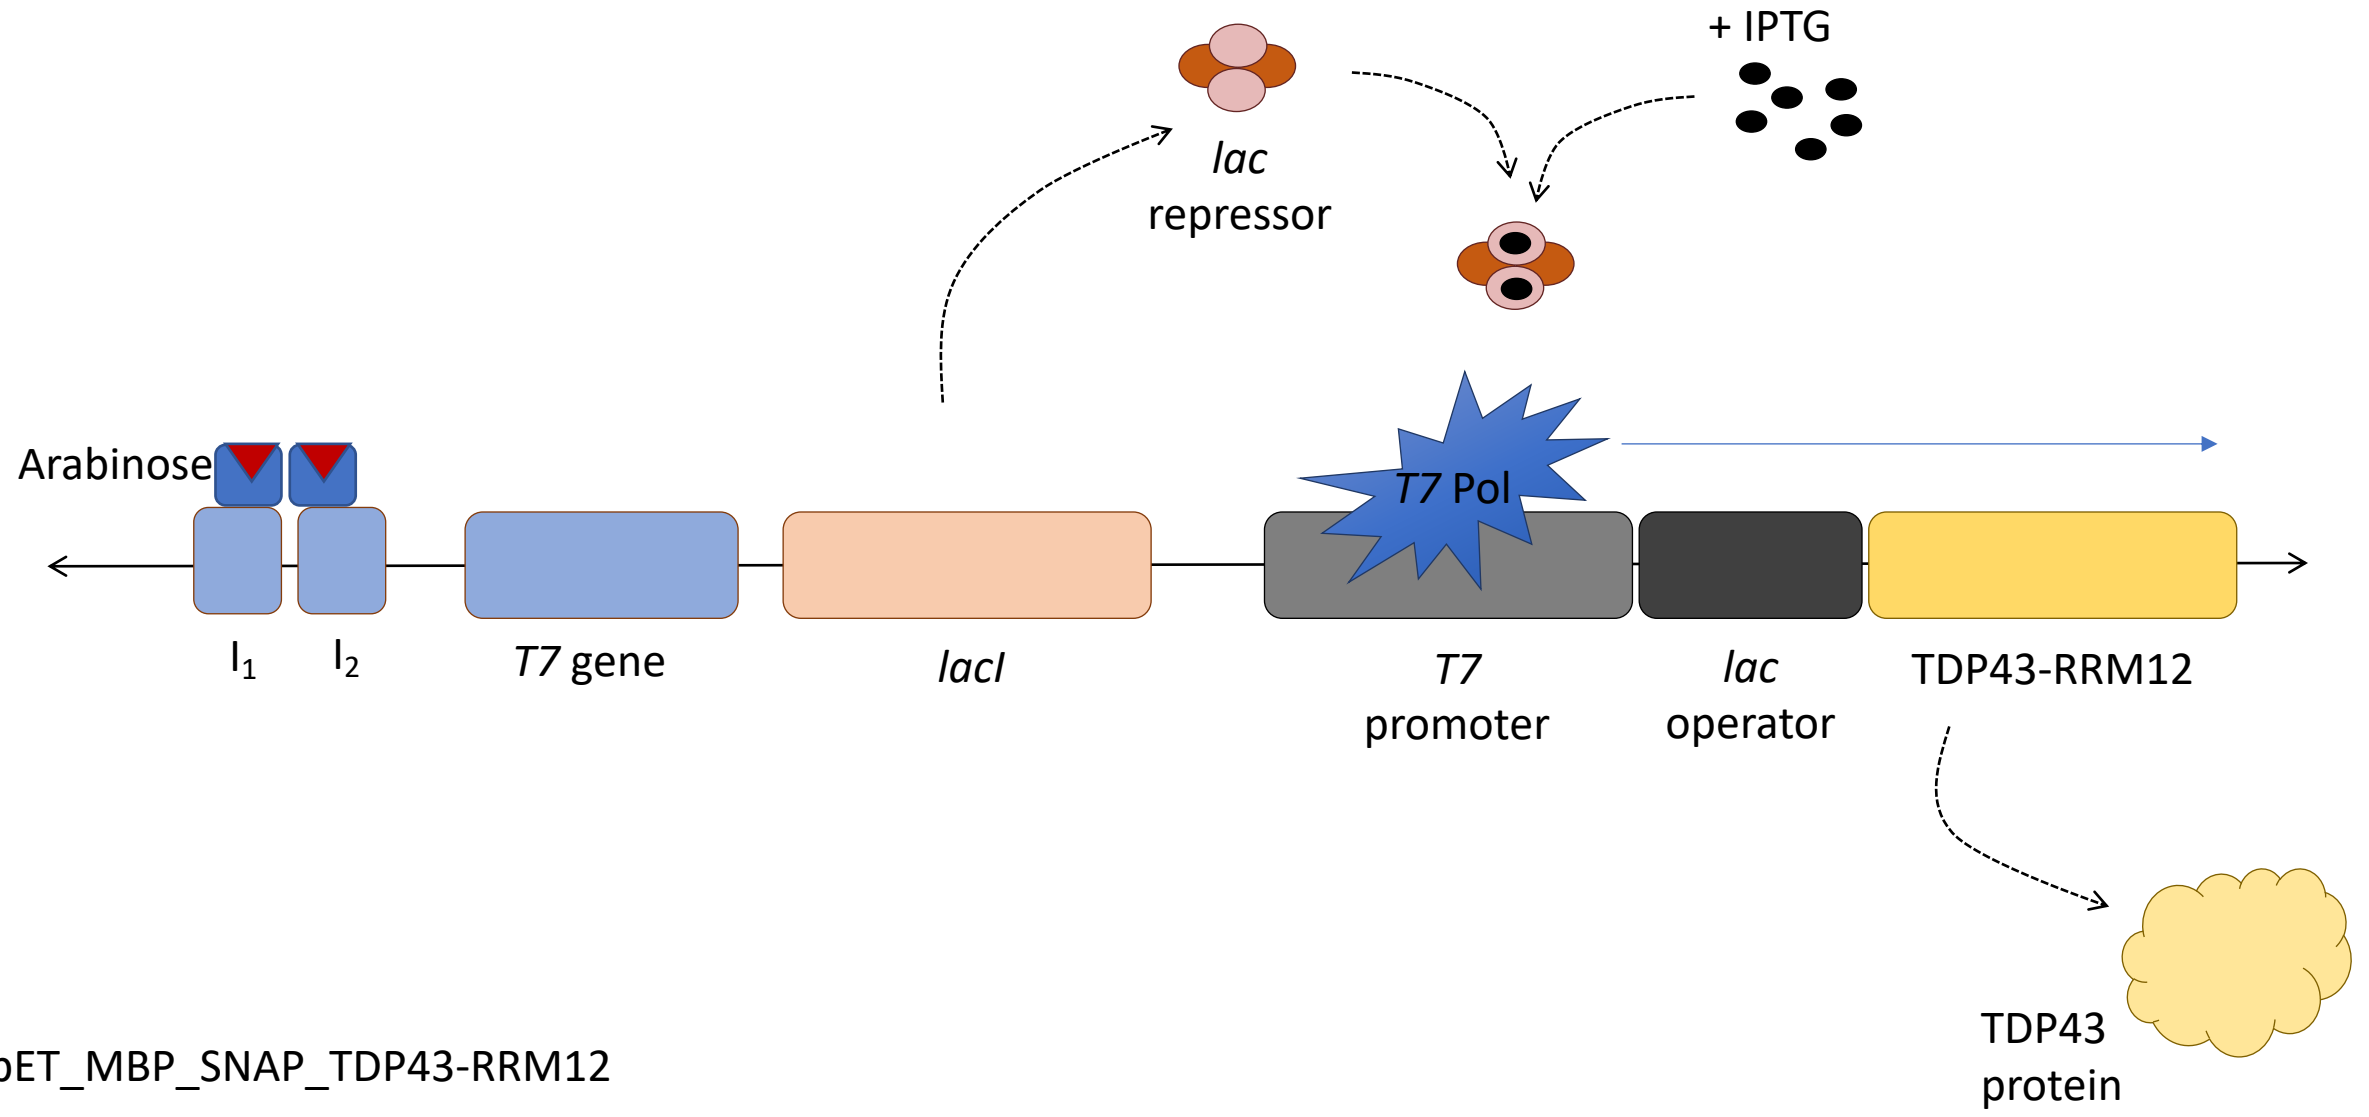 + IPTG
lac
repressor
Arabinose
T7 Pol
I₁
I₂
T7 gene
lacI
T7
promoter
lac
operator
TDP43-RRM12
TDP43
protein
pET_MBP_SNAP_TDP43-RRM12